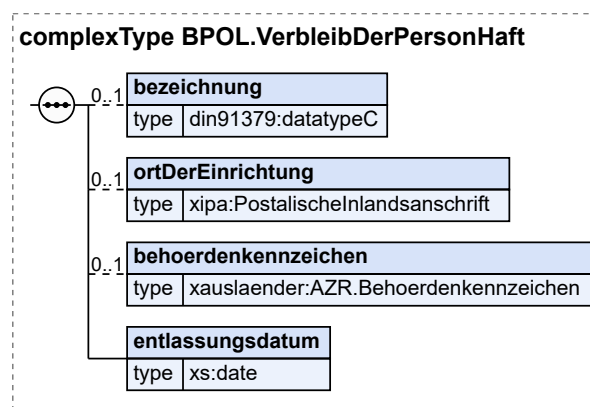 complexType BPOL.VerbleibDerPersonHaft
0..1
bezeichnung
type din91379:datatypeC
0..1
ortDerEinrichtung
type xipa:PostalischeInlandsanschrift
0..1
behoerdenkennzeichen
type xauslaender:AZR.Behoerdenkennzeichen
entlassungsdatum
type xs:date